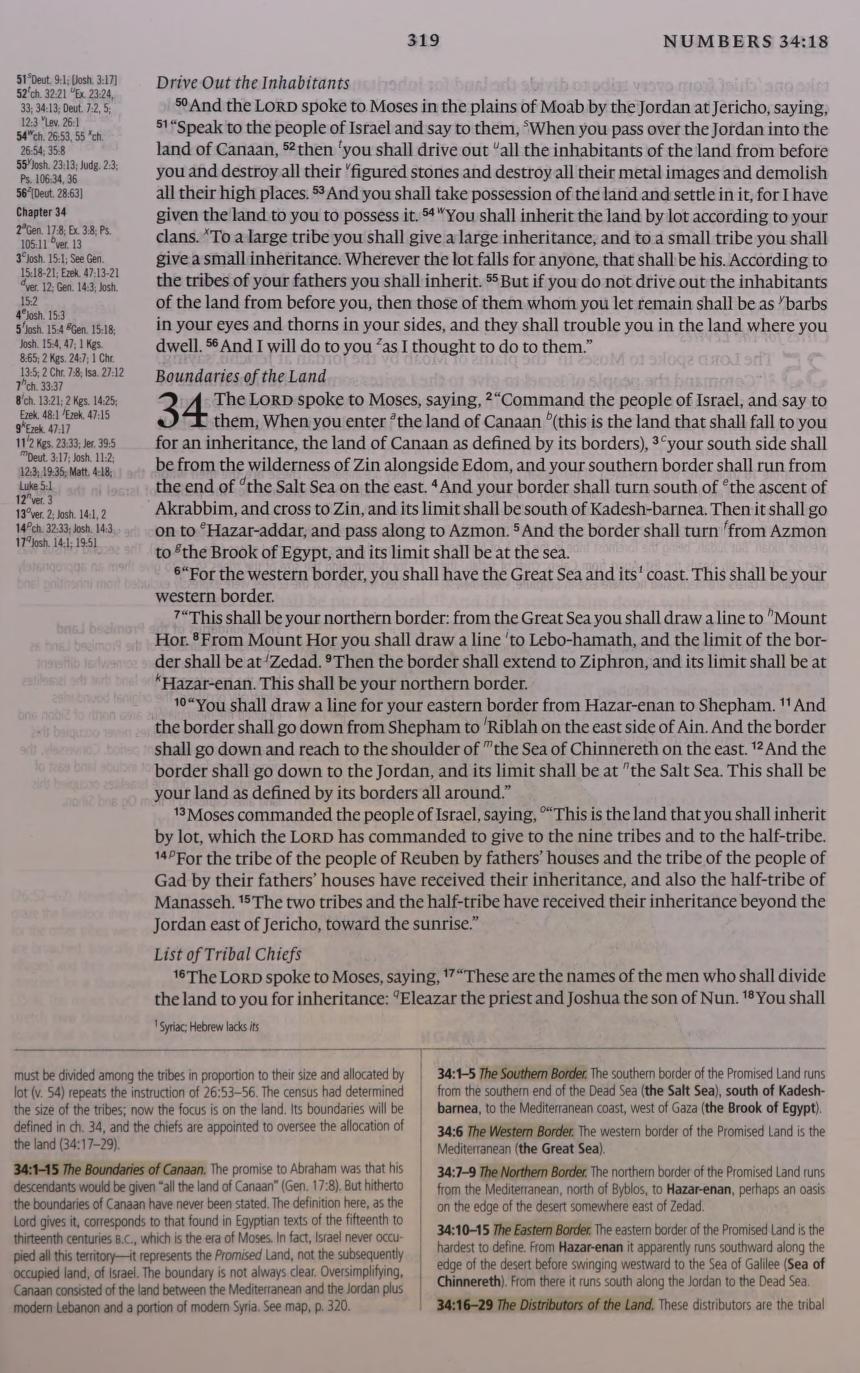 319
NUMBERS 34:18
51ˢDeut. 9:1; [Josh. 3:17]
52ᵗch. 32:21 ᵘEx. 23:24,
33; 34:13; Deut. 7:2, 5;
12:3 ᵛLev. 26:1
54ʷch. 26:53, 55 ˣch.
26:54; 35:8
55ʸJosh. 23:13; Judg. 2:3;
Ps. 106:34, 36
56ᶻ[Deut. 28:63]
Chapter 34
2ᵃGen. 17:8; Ex. 3:8; Ps.
105:11 ᵇver. 13
3ᶜJosh. 15:1; See Gen.
15:18-21; Ezek. 47:13-21
ᵈver. 12; Gen. 14:3; Josh.
15:2
4ᵉJosh. 15:3
5ᶠJosh. 15:4 ᵍGen. 15:18;
Josh. 15:4, 47; 1 Kgs.
8:65; 2 Kgs. 24:7; 1 Chr.
13:5; 2 Chr. 7:8; Isa. 27:12
7ʰch. 33:37
8ⁱch. 13:21; 2 Kgs. 14:25;
Ezek. 48:1 ʲEzek. 47:15
9ᵏEzek. 47:17
11ˡ2 Kgs. 23:33; Jer. 39:5
ᵐDeut. 3:17; Josh. 11:2;
12:3; 19:35; Matt. 4:18;
Luke 5:1
12ⁿver. 3
13ᵒver. 2; Josh. 14:1, 2
14ᵖch. 32:33; Josh. 14:3
17ᑫJosh. 14:1; 19:51
Drive Out the Inhabitants
⁵⁰And the LORD spoke to Moses in the plains of Moab by the Jordan at Jericho, saying,
⁵¹“Speak to the people of Israel and say to them, ˢWhen you pass over the Jordan into the
land of Canaan, ⁵²then ᵗyou shall drive out ᵘall the inhabitants of the land from before
you and destroy all their ᵛfigured stones and destroy all their metal images and demolish
all their high places. ⁵³And you shall take possession of the land and settle in it, for I have
given the land to you to possess it. ⁵⁴ʷYou shall inherit the land by lot according to your
clans. ˣTo a large tribe you shall give a large inheritance, and to a small tribe you shall
give a small inheritance. Wherever the lot falls for anyone, that shall be his. According to
the tribes of your fathers you shall inherit. ⁵⁵But if you do not drive out the inhabitants
of the land from before you, then those of them whom you let remain shall be as ʸbarbs
in your eyes and thorns in your sides, and they shall trouble you in the land where you
dwell. ⁵⁶And I will do to you ᶻas I thought to do to them.”
Boundaries of the Land
34 The LORD spoke to Moses, saying, ²“Command the people of Israel, and say to
them, When you enter ᵃthe land of Canaan ᵇ(this is the land that shall fall to you
for an inheritance, the land of Canaan as defined by its borders), ³ᶜyour south side shall
be from the wilderness of Zin alongside Edom, and your southern border shall run from
the end of ᵈthe Salt Sea on the east. ⁴And your border shall turn south of ᵉthe ascent of
Akrabbim, and cross to Zin, and its limit shall be south of Kadesh-barnea. Then it shall go
on to ᵉHazar-addar, and pass along to Azmon. ⁵And the border shall turn ᶠfrom Azmon
to ᵍthe Brook of Egypt, and its limit shall be at the sea.
⁶“For the western border, you shall have the Great Sea and its¹ coast. This shall be your
western border.
⁷“This shall be your northern border: from the Great Sea you shall draw a line to ʰMount
Hor. ⁸From Mount Hor you shall draw a line ⁱto Lebo-hamath, and the limit of the bor-
der shall be at ʲZedad. ⁹Then the border shall extend to Ziphron, and its limit shall be at
ᵏHazar-enan. This shall be your northern border.
¹⁰“You shall draw a line for your eastern border from Hazar-enan to Shepham. ¹¹And
the border shall go down from Shepham to ˡRiblah on the east side of Ain. And the border
shall go down and reach to the shoulder of ᵐthe Sea of Chinnereth on the east. ¹²And the
border shall go down to the Jordan, and its limit shall be at ⁿthe Salt Sea. This shall be
your land as defined by its borders all around.”
¹³Moses commanded the people of Israel, saying, ᵒ“This is the land that you shall inherit
by lot, which the LORD has commanded to give to the nine tribes and to the half-tribe.
¹⁴ᵖFor the tribe of the people of Reuben by fathers’ houses and the tribe of the people of
Gad by their fathers’ houses have received their inheritance, and also the half-tribe of
Manasseh. ¹⁵The two tribes and the half-tribe have received their inheritance beyond the
Jordan east of Jericho, toward the sunrise.”
List of Tribal Chiefs
¹⁶The LORD spoke to Moses, saying, ¹⁷“These are the names of the men who shall divide
the land to you for inheritance: ᑫEleazar the priest and Joshua the son of Nun. ¹⁸You shall
¹ Syriac; Hebrew lacks its
must be divided among the tribes in proportion to their size and allocated by
lot (v. 54) repeats the instruction of 26:53–56. The census had determined
the size of the tribes; now the focus is on the land. Its boundaries will be
defined in ch. 34, and the chiefs are appointed to oversee the allocation of
the land (34:17–29).
34:1–15 The Boundaries of Canaan. The promise to Abraham was that his
descendants would be given “all the land of Canaan” (Gen. 17:8). But hitherto
the boundaries of Canaan have never been stated. The definition here, as the
Lord gives it, corresponds to that found in Egyptian texts of the fifteenth to
thirteenth centuries B.C., which is the era of Moses. In fact, Israel never occu-
pied all this territory—it represents the Promised Land, not the subsequently
occupied land, of Israel. The boundary is not always clear. Oversimplifying,
Canaan consisted of the land between the Mediterranean and the Jordan plus
modern Lebanon and a portion of modern Syria. See map, p. 320.
34:1–5 The Southern Border. The southern border of the Promised Land runs
from the southern end of the Dead Sea (the Salt Sea), south of Kadesh-
barnea, to the Mediterranean coast, west of Gaza (the Brook of Egypt).
34:6 The Western Border. The western border of the Promised Land is the
Mediterranean (the Great Sea).
34:7–9 The Northern Border. The northern border of the Promised Land runs
from the Mediterranean, north of Byblos, to Hazar-enan, perhaps an oasis
on the edge of the desert somewhere east of Zedad.
34:10–15 The Eastern Border. The eastern border of the Promised Land is the
hardest to define. From Hazar-enan it apparently runs southward along the
edge of the desert before swinging westward to the Sea of Galilee (Sea of
Chinnereth). From there it runs south along the Jordan to the Dead Sea.
34:16–29 The Distributors of the Land. These distributors are the tribal